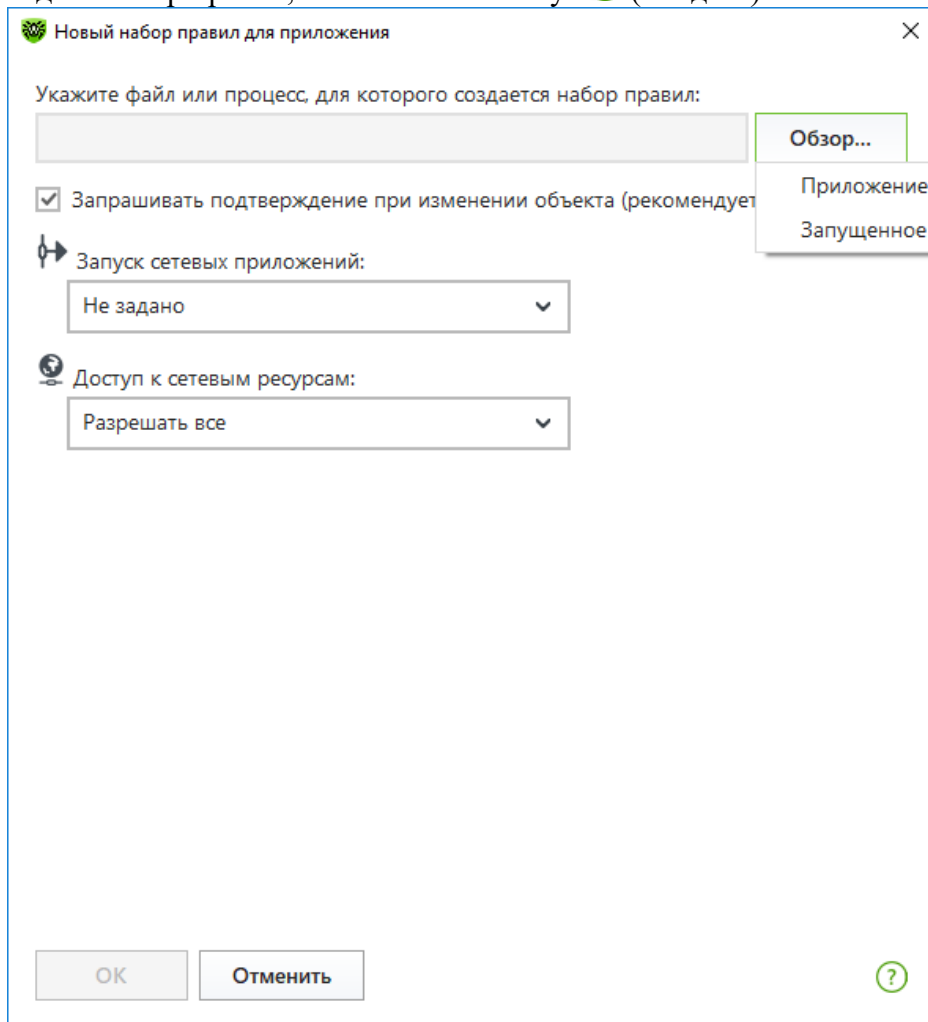 Новый набор правил для приложения
Укажите файл или процесс, для которого создается набор правил:
Обзор...
Приложение
Запрашивать подтверждение при изменении объекта (рекомендует
Запущенное
Запуск сетевых приложений:
Не задано
Доступ к сетевым ресурсам:
Разрешать все
ОК
Отменить
?